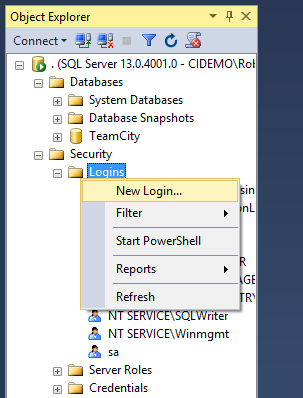 Object Explorer
Connect
. (SQL Server 13.0.4001.0 - CIDEMO\Rob
Databases
System Databases
Database Snapshots
TeamCity
Security
Logins
New Login...
Filter
Start PowerShell
Reports
Refresh
NT SERVICE\SQLWriter
NT SERVICE\Winmgmt
sa
Server Roles
Credentials